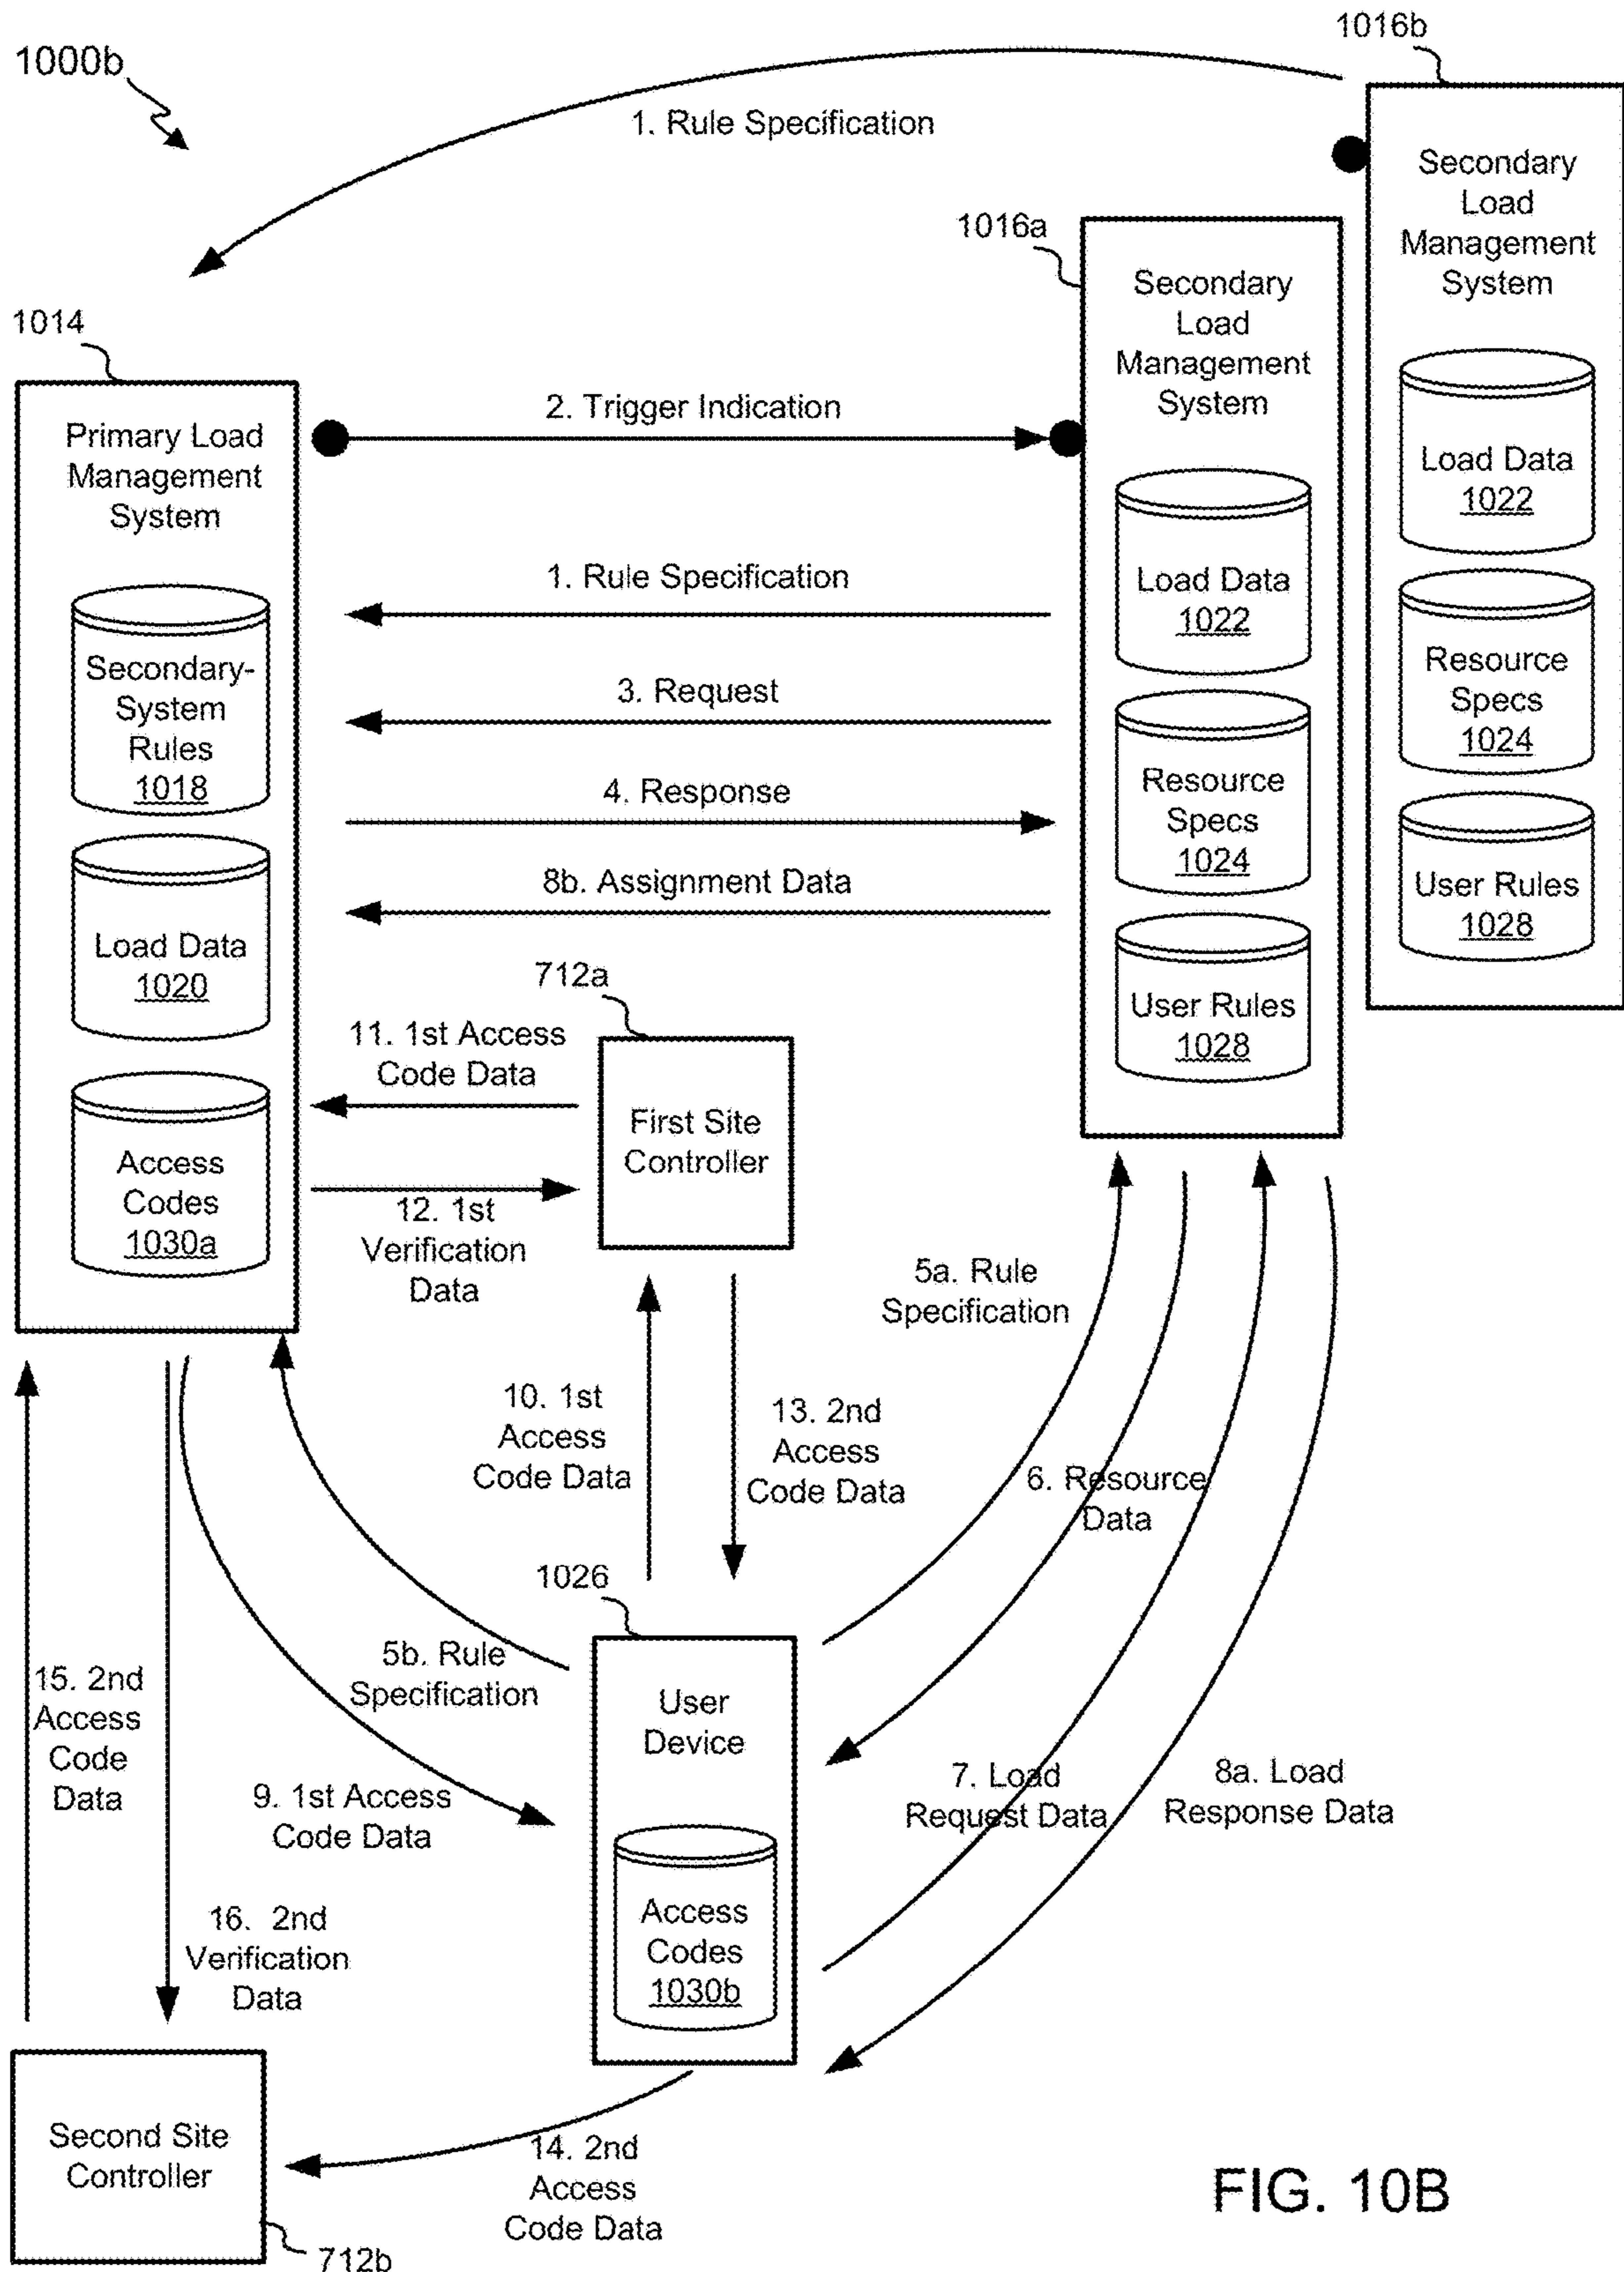 1000b
1016b
1. Rule Specification
Secondary
Load
Management
System
Load Data
1022
Resource
Specs
1024
User Rules
1028
1016a
Secondary
Load
Management
System
Load Data
1022
Resource
Specs
1024
User Rules
1028
1014
Primary Load
Management
System
Secondary-
System
Rules
1018
Load Data
1020
Access
Codes
1030a
2. Trigger Indication
1. Rule Specification
3. Request
4. Response
8b. Assignment Data
712a
11. 1st Access
Code Data
First Site
Controller
12. 1st
Verification
Data
5a. Rule
Specification
10. 1st
Access
Code Data
13. 2nd
Access
Code Data
6. Resource
Data
1026
5b. Rule
Specification
15. 2nd
Access
Code
Data
User
Device
Access
Codes
1030b
9. 1st Access
Code Data
7. Load
Request Data
8a. Load
Response Data
16. 2nd
Verification
Data
Second Site
Controller
14. 2nd
Access
Code Data
712b
FIG. 10B